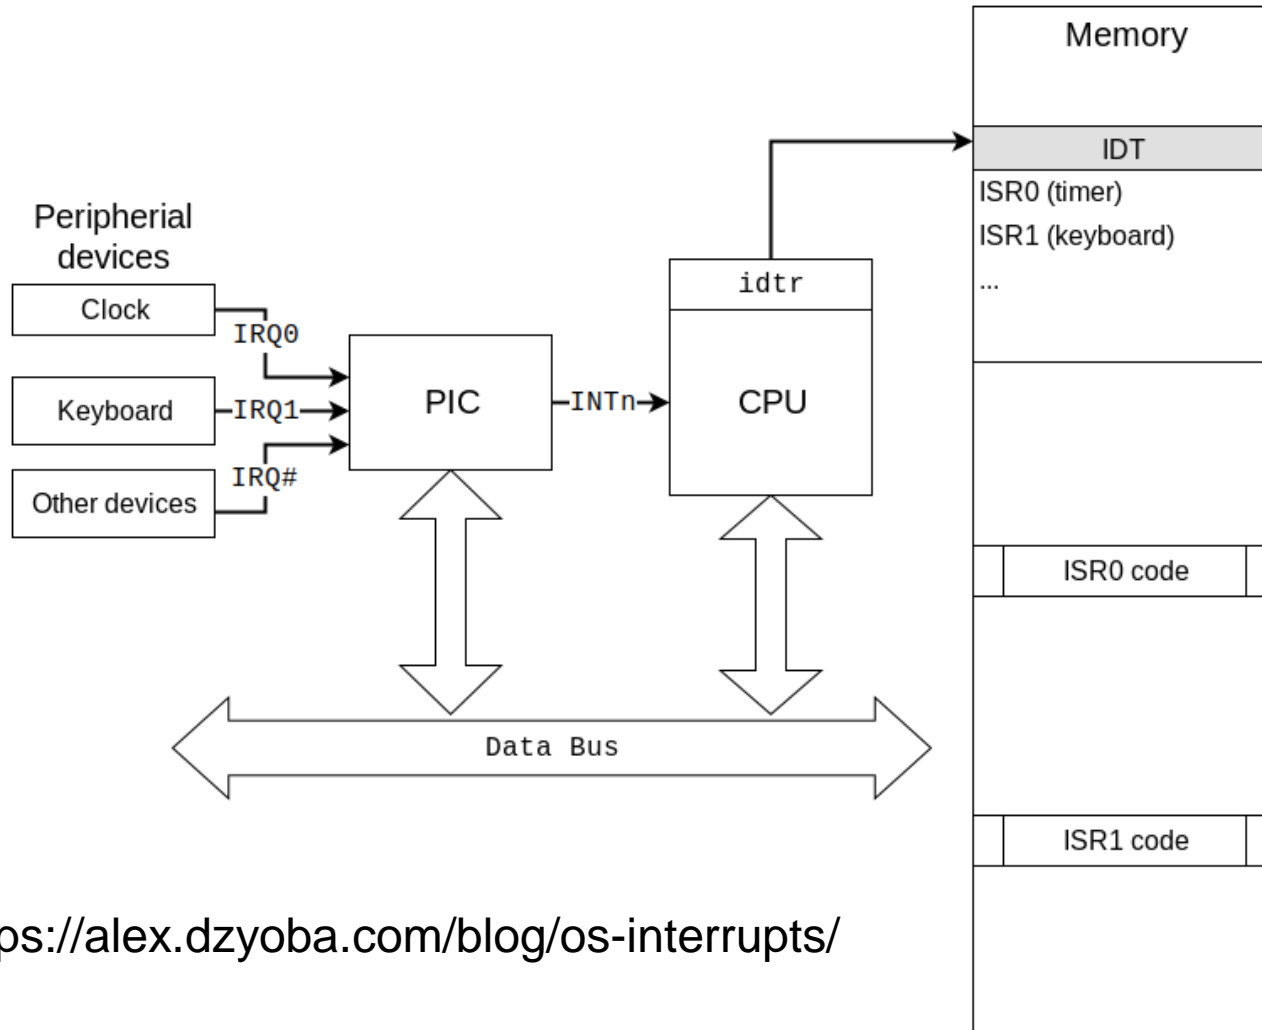 Memory
IDT
ISR0 (timer)
ISR1 (keyboard)
...
Peripherial
devices
Clock
IRQ0
Keyboard
IRQ1
Other devices
IRQ#
PIC
INTn
idtr
CPU
ISR0 code
Data Bus
ISR1 code
ps://alex.dzyoba.com/blog/os-interrupts/